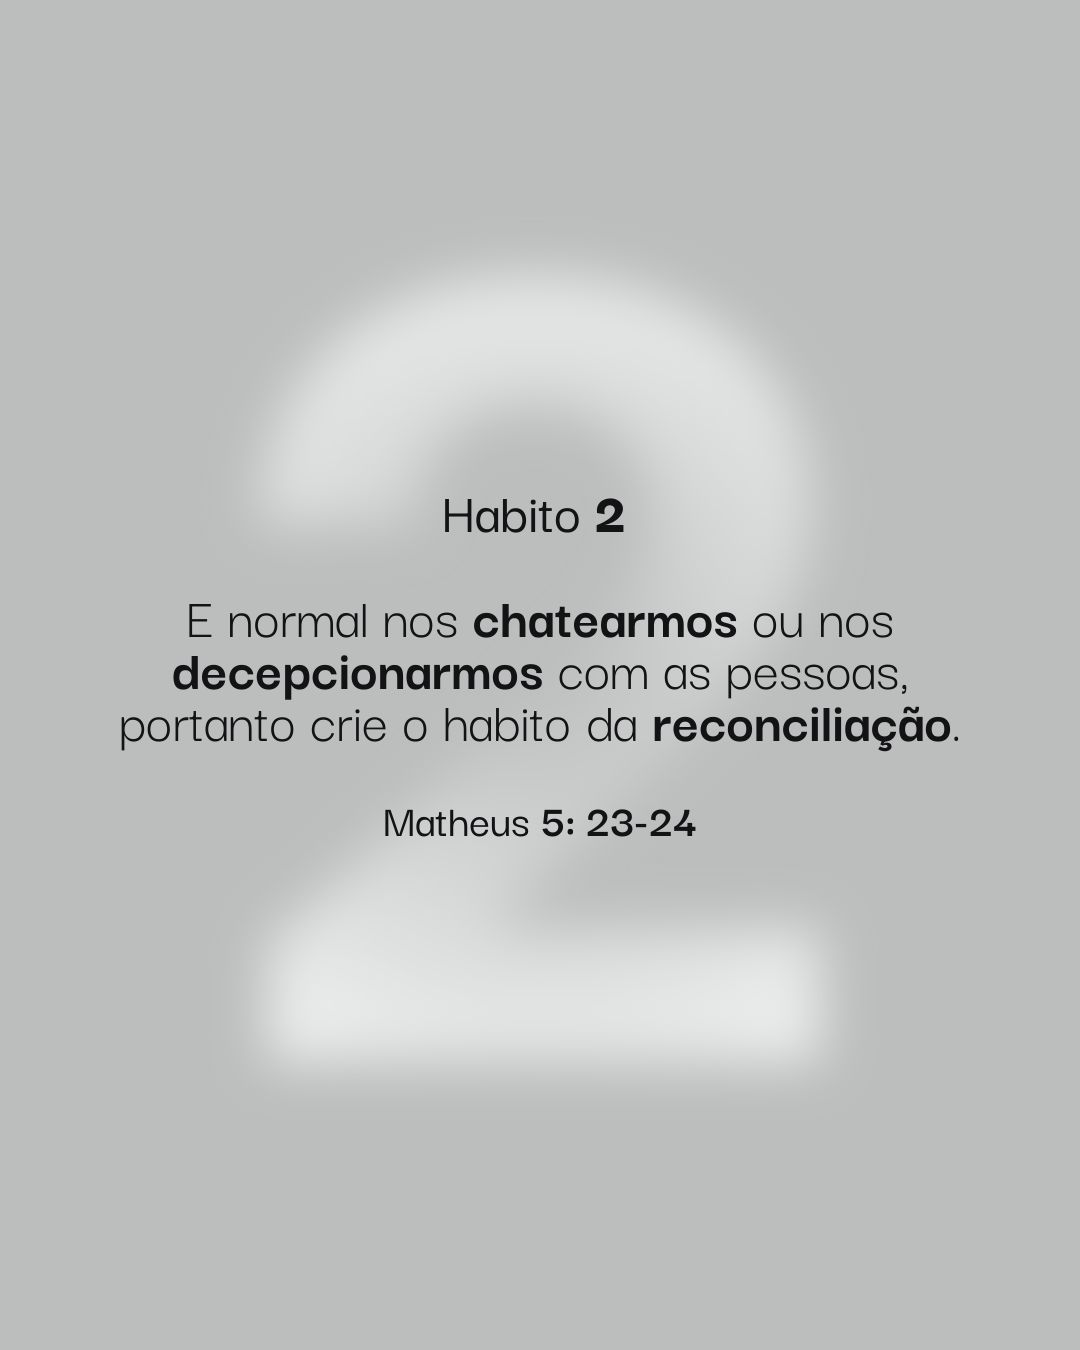 Habito 2
E normal nos chatearmos ou nos
decepcionarmos com as pessoas,
portanto crie o habito da reconciliação.
Matheus 5: 23-24